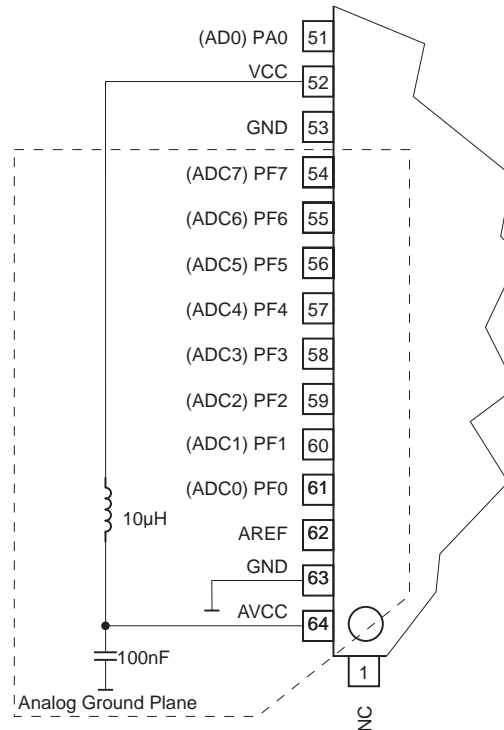 (AD0) PA0 51
VCC 52
GND 53
(ADC7) PF7 54
(ADC6) PF6 55
(ADC5) PF5 56
(ADC4) PF4 57
(ADC3) PF3 58
(ADC2) PF2 59
(ADC1) PF1 60
(ADC0) PF0 61
10µH
AREF 62
GND 63
AVCC 64
100nF
1
Analog Ground Plane
NC